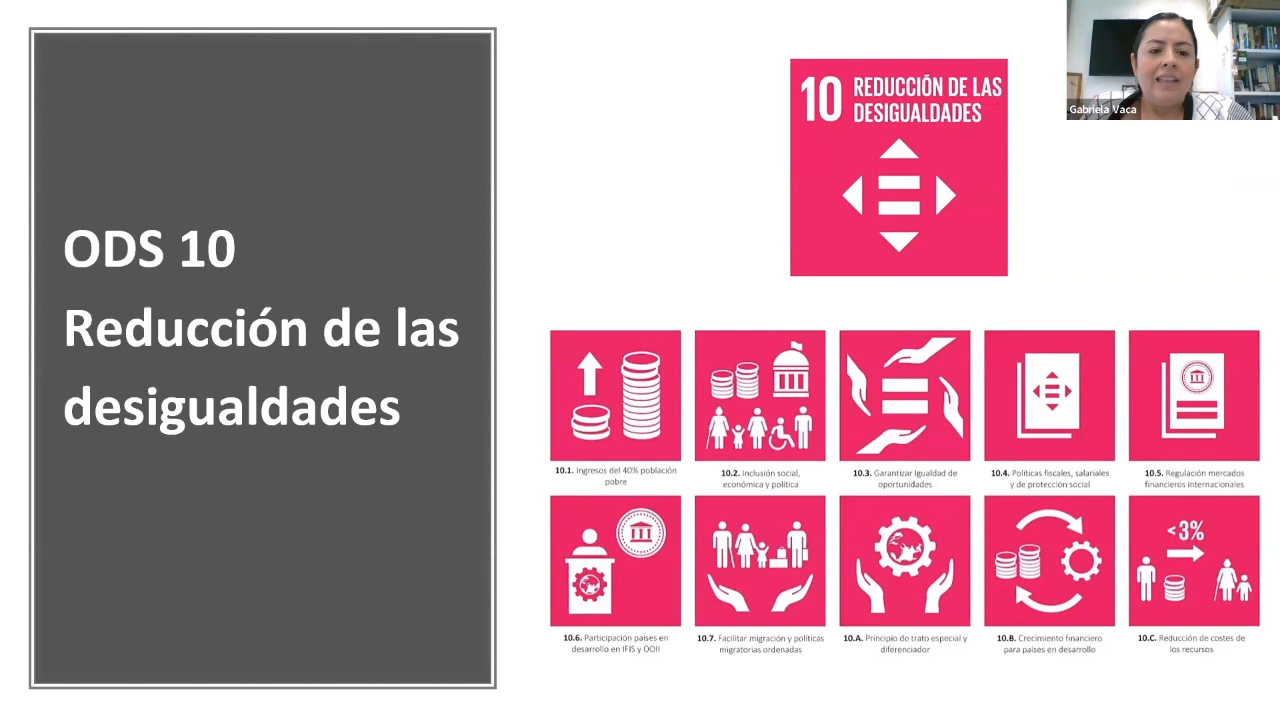 ODS 10
Reducción de las
desigualdades
10 REDUCCIÓN DE LAS
DESIGUALDADES
Gabriela Vaca
10.1. Ingresos del 40% población
pobre
10.2. Inclusión social,
económica y política
10.3. Garantizar Igualdad de
oportunidades
10.4. Políticas fiscales, salariales
y de protección social
10.5. Regulación mercados
financieros internacionales
<3%
10.6. Participación países en
desarrollo en IFIS y OOII
10.7. Facilitar migración y políticas
migratorias ordenadas
10.A. Principio de trato especial y
diferenciador
10.B. Crecimiento financiero
para países en desarrollo
10.C. Reducción de costes de
los recursos